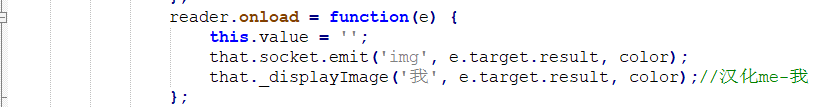 reader.onload = function(e) {
this.value = '';
that.socket.emit('img', e.target.result, color);
that._displayImage('我', e.target.result, color);//汉化me-我
};